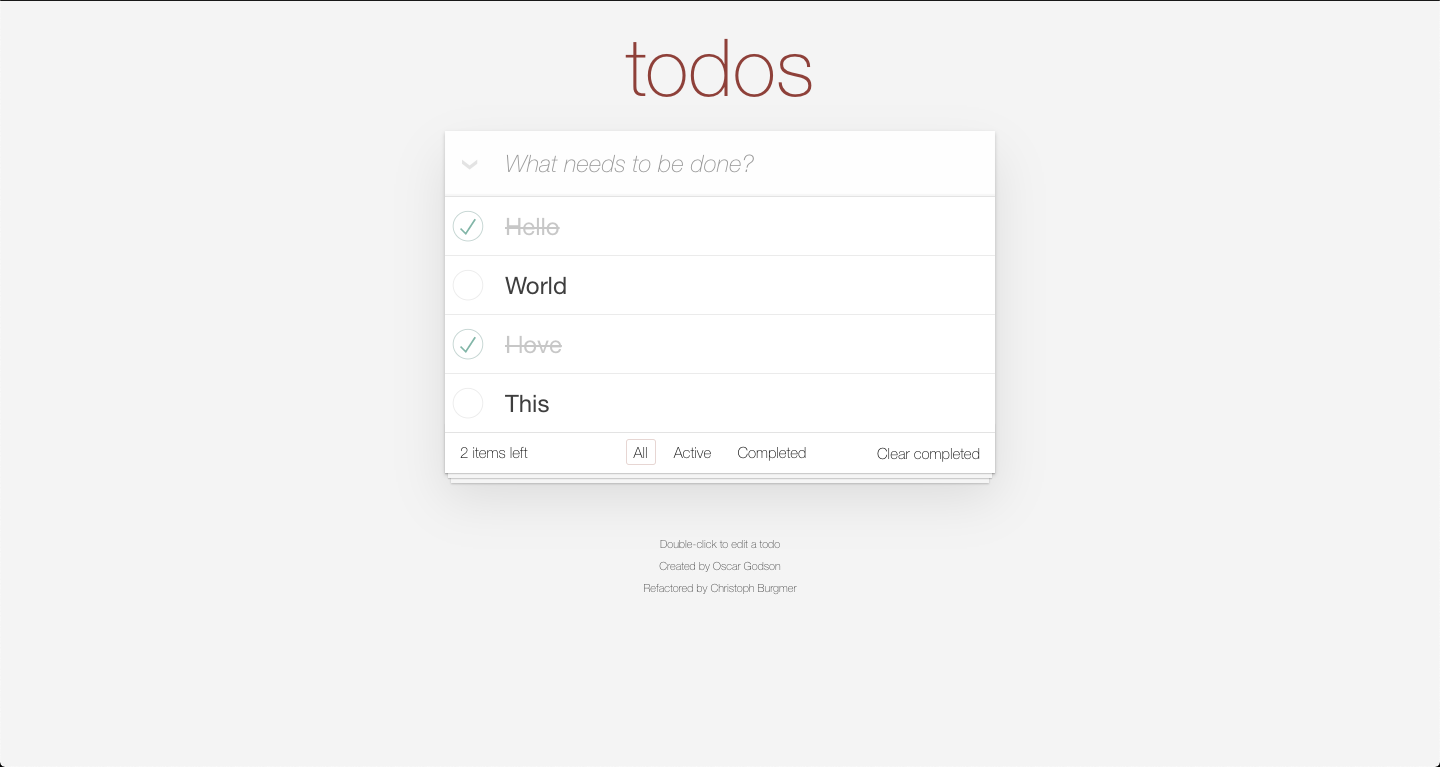 todos
What needs to be done?
Hello
World
Hove
This
2 items left All Active Completed Clear completed
Double-click to edit a todo
Created by Oscar Godson
Refactored by Christoph Burgmer